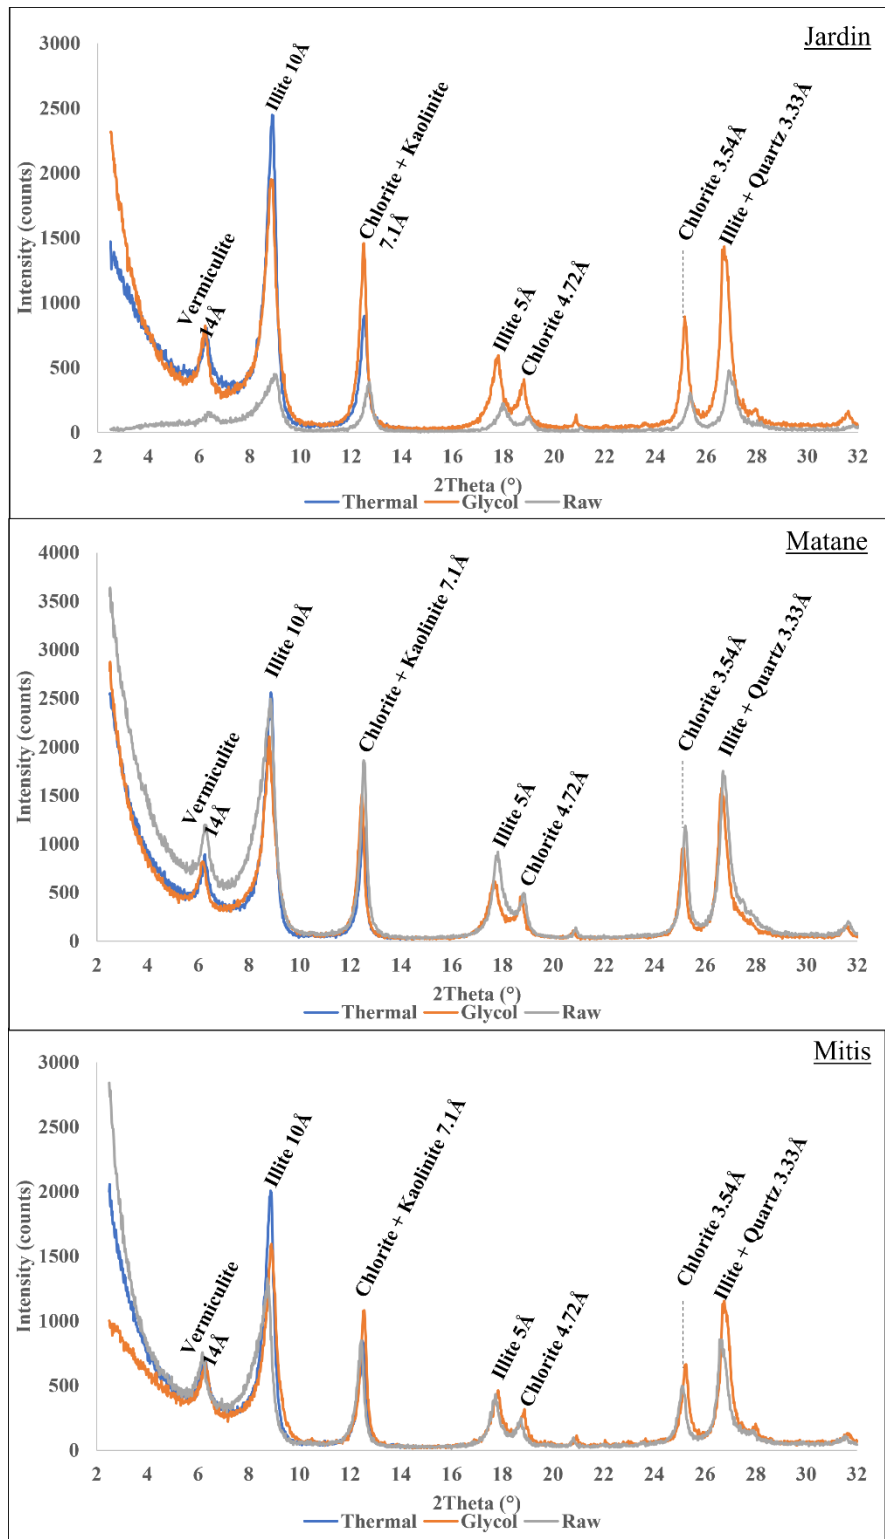 Jardin
3000
2500
2000
1500
1000
500
0
Intensity (counts)
Vermiculite
14Å
Illite 10Å
Chlorite + Kaolinite
7.1Å
Illite 5Å
Chlorite 4.72Å
Chlorite 3.54Å
Illite + Quartz 3.33Å
2 4 6 8 10 12 14 16 18 20 22 24 26 28 30 32
2Theta (°)
Thermal Glycol Raw
Matane
4000
3500
3000
2500
2000
1500
1000
500
0
Intensity (counts)
Vermiculite
14Å
Illite 10Å
Chlorite + Kaolinite 7.1Å
Illite 5Å
Chlorite 4.72Å
Chlorite 3.54Å
Illite + Quartz 3.33Å
2 4 6 8 10 12 14 16 18 20 22 24 26 28 30 32
2Theta (°)
Thermal Glycol Raw
Mitis
3000
2500
2000
1500
1000
500
0
Intensity (counts)
Vermiculite
14Å
Illite 10Å
Chlorite + Kaolinite 7.1Å
Illite 5Å
Chlorite 4.72Å
Chlorite 3.54Å
Illite + Quartz 3.33Å
2 4 6 8 10 12 14 16 18 20 22 24 26 28 30 32
2Theta (°)
Thermal Glycol Raw